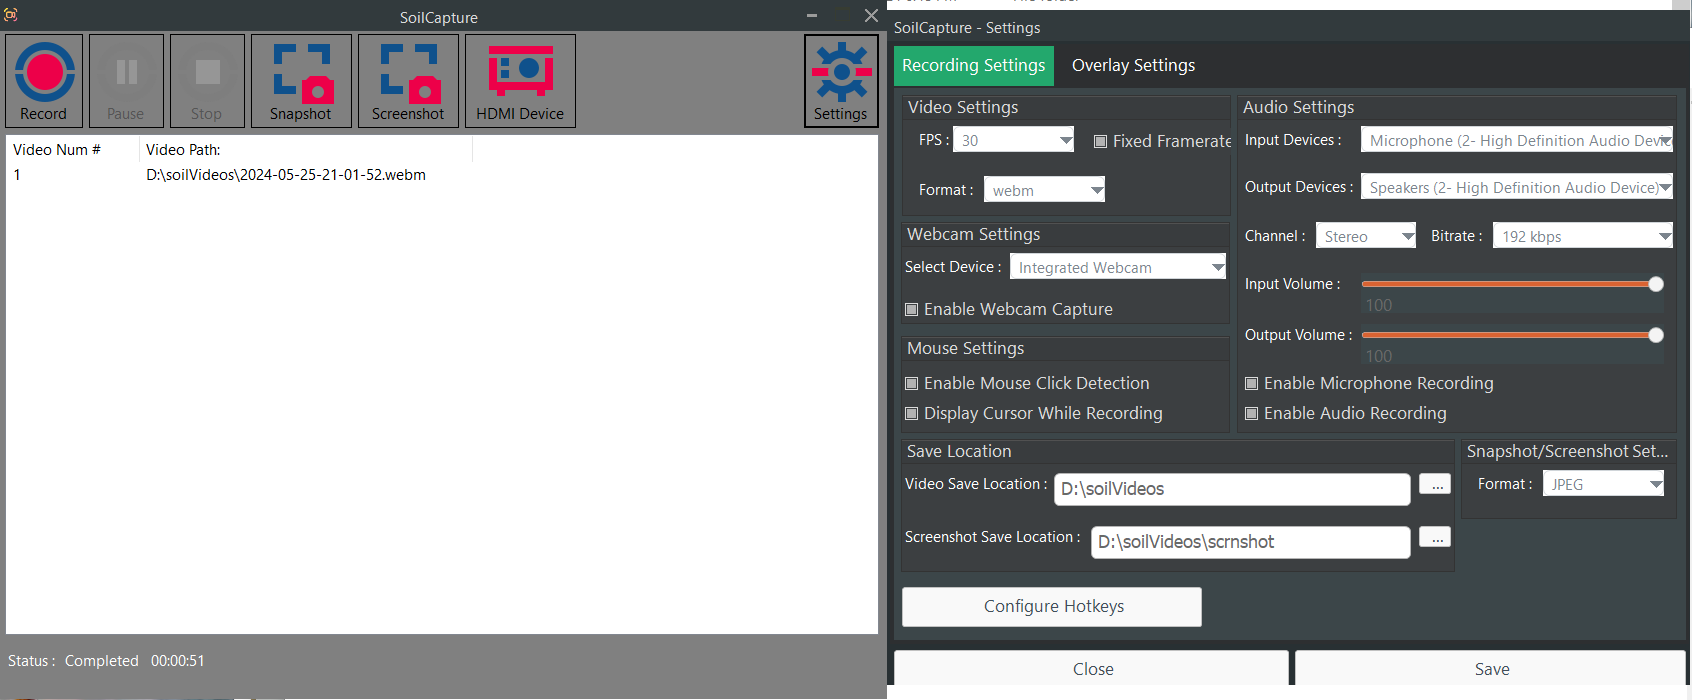 SoilCapture
Record
Pause
Stop
Snapshot
Screenshot
HDMI Device
Settings
Video Num #
Video Path:
1
D:\soilVideos\2024-05-25-21-01-52.webm
Status : Completed 00:00:51
SoilCapture - Settings
Recording Settings
Overlay Settings
Video Settings
FPS : 30
Fixed Framerate
Format : webm
Webcam Settings
Select Device : Integrated Webcam
Enable Webcam Capture
Mouse Settings
Enable Mouse Click Detection
Display Cursor While Recording
Audio Settings
Input Devices : Microphone (2- High Definition Audio Device
Output Devices : Speakers (2- High Definition Audio Device)
Channel : Stereo
Bitrate : 192 kbps
Input Volume :
100
Output Volume :
100
Enable Microphone Recording
Enable Audio Recording
Save Location
Video Save Location : D:\soilVideos ...
Screenshot Save Location : D:\soilVideos\scrnshot ...
Snapshot/Screenshot Set...
Format : JPEG
Configure Hotkeys
Close
Save